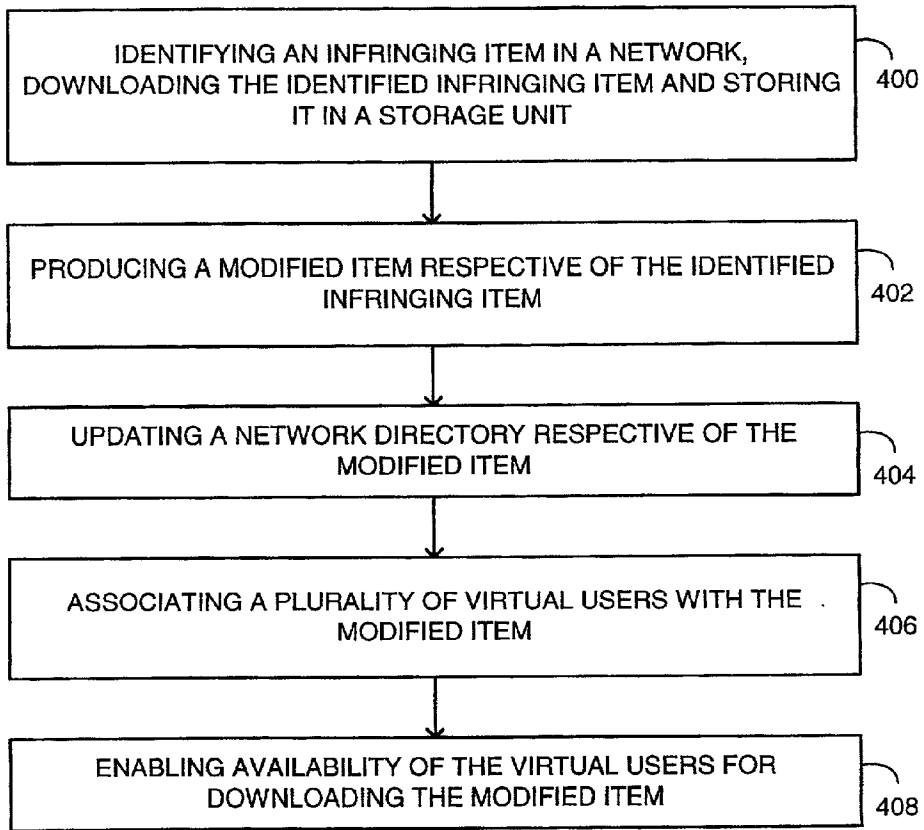 IDENTIFYING AN INFRINGING ITEM IN A NETWORK,
DOWNLOADING THE IDENTIFIED INFRINGING ITEM AND STORING
IT IN A STORAGE UNIT
400
PRODUCING A MODIFIED ITEM RESPECTIVE OF THE IDENTIFIED
INFRINGING ITEM
402
UPDATING A NETWORK DIRECTORY RESPECTIVE OF THE
MODIFIED ITEM
404
ASSOCIATING A PLURALITY OF VIRTUAL USERS WITH THE
MODIFIED ITEM
406
ENABLING AVAILABILITY OF THE VIRTUAL USERS FOR
DOWNLOADING THE MODIFIED ITEM
408